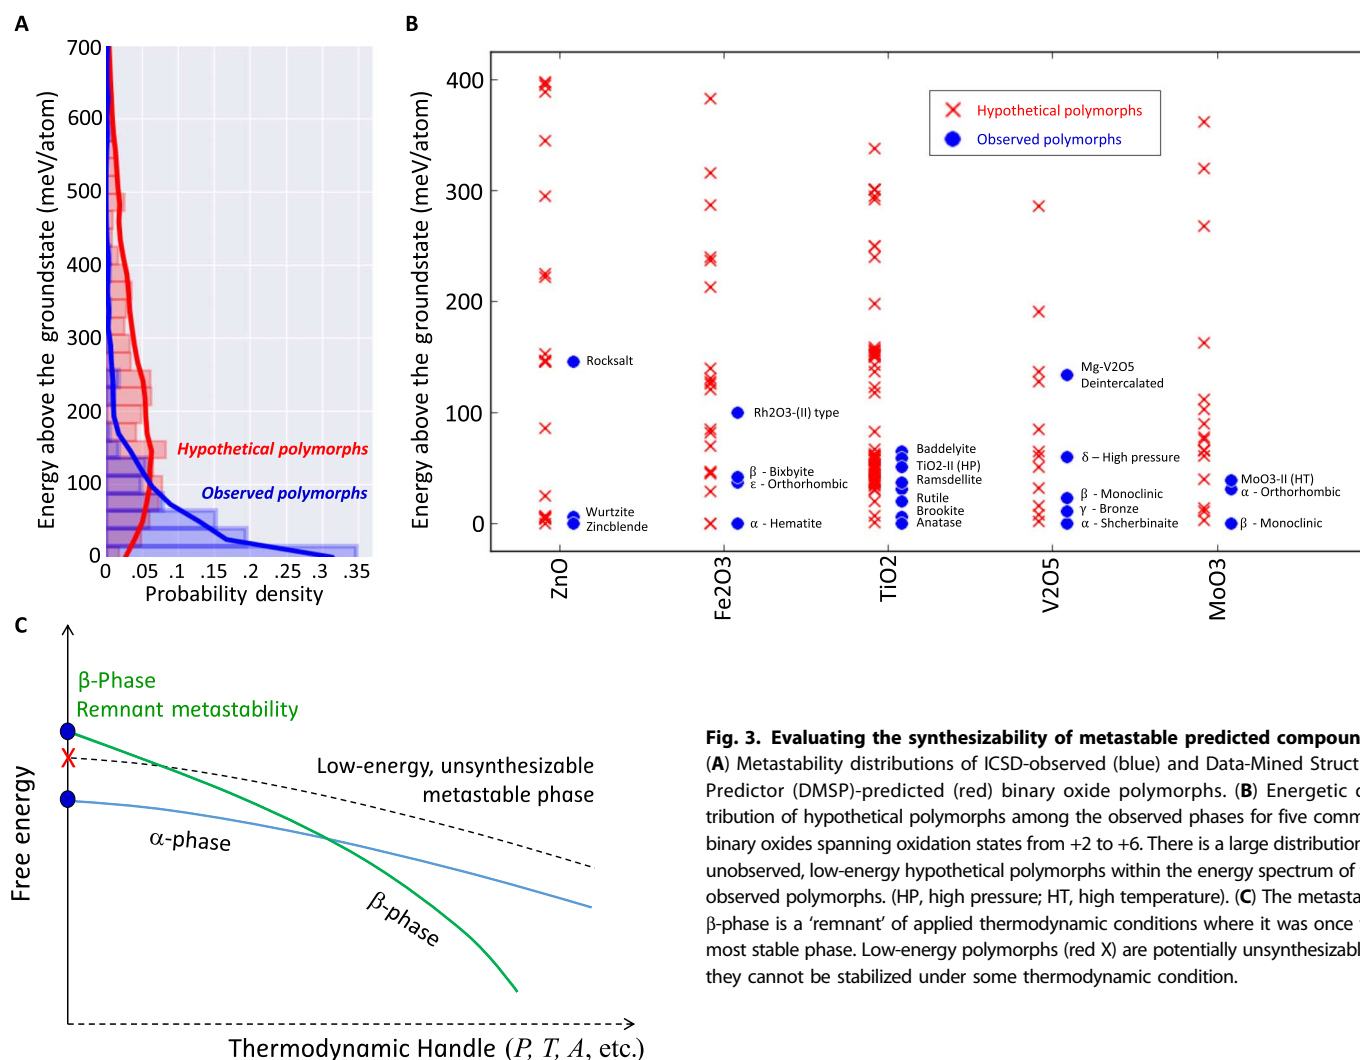 A
700
600
500
400
300
200
100
0
Energy above the groundstate (meV/atom)
Hypothetical polymorphs
Observed polymorphs
0 .05 .1 .15 .2 .25 .3 .35
Probability density
B
400
300
200
100
0
Energy above the groundstate (meV/atom)
Hypothetical polymorphs
Observed polymorphs
Rocksalt
Wurtzite
Zincblende
Rh2O3-(II) type
β - Bixbyite
ε - Orthorhombic
α - Hematite
Baddelyite
TiO2-II (HP)
Ramsdellite
Rutile
Brookite
Anatase
Mg-V2O5
Deintercalated
δ – High pressure
β - Monoclinic
γ - Bronze
α - Shcherbinaite
MoO3-II (HT)
α - Orthorhombic
β - Monoclinic
ZnO
Fe2O3
TiO2
V2O5
MoO3
C
β-Phase
Remnant metastability
Low-energy, unsynthesizable
metastable phase
α-phase
β-phase
Free energy
Thermodynamic Handle (P, T, A, etc.)
Fig. 3. Evaluating the synthesizability of metastable predicted compoun
(A) Metastability distributions of ICSD-observed (blue) and Data-Mined Struct
Predictor (DMSP)-predicted (red) binary oxide polymorphs. (B) Energetic
tribution of hypothetical polymorphs among the observed phases for five comm
binary oxides spanning oxidation states from +2 to +6. There is a large distribution
unobserved, low-energy hypothetical polymorphs within the energy spectrum of
observed polymorphs. (HP, high pressure; HT, high temperature). (C) The metasta
β-phase is a ‘remnant’ of applied thermodynamic conditions where it was once
most stable phase. Low-energy polymorphs (red X) are potentially unsynthesizabl
they cannot be stabilized under some thermodynamic condition.